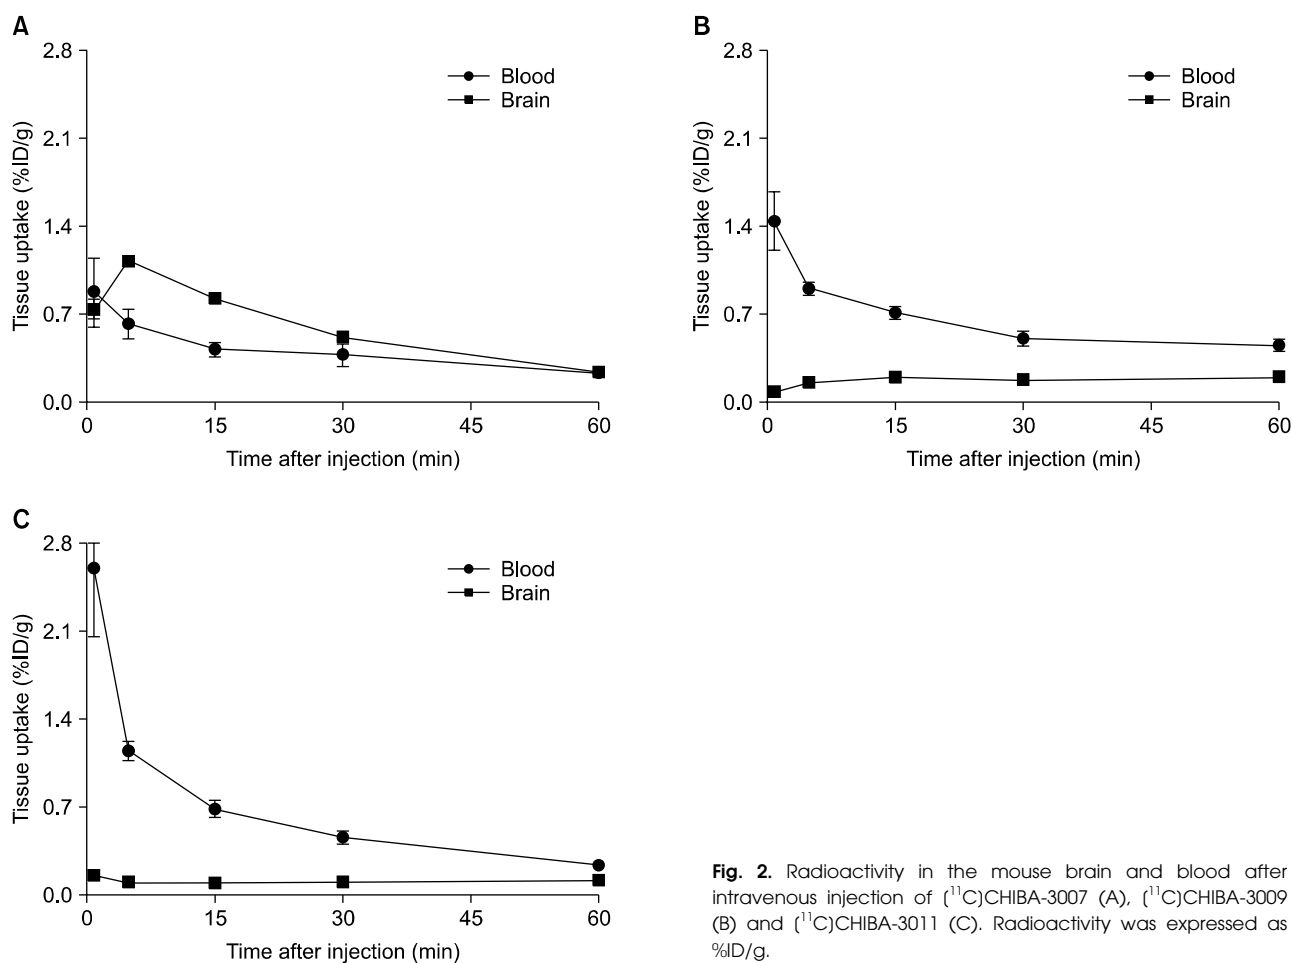 A
2.8
2.1
1.4
0.7
0.0
Tissue uptake (%ID/g)
Blood
Brain
0
15
30
45
60
Time after injection (min)
B
2.8
2.1
1.4
0.7
0.0
Tissue uptake (%ID/g)
Blood
Brain
0
15
30
45
60
Time after injection (min)
C
2.8
2.1
1.4
0.7
0.0
Tissue uptake (%ID/g)
Blood
Brain
0
15
30
45
60
Time after injection (min)
Fig. 2. Radioactivity in the mouse brain and blood after
intravenous injection of [¹¹C]CHIBA-3007 (A), [¹¹C]CHIBA-3009
(B) and [¹¹C]CHIBA-3011 (C). Radioactivity was expressed as
%ID/g.